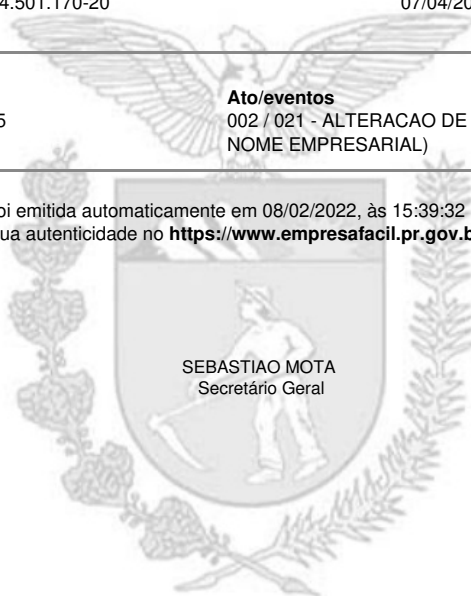 4.501.170-20 07/04/20
Ato/eventos
5 002 / 021 - ALTERACAO DE
NOME EMPRESARIAL)
oi emitida automaticamente em 08/02/2022, às 15:39:32
ua autenticidade no https://www.empresafacil.pr.gov.b
SEBASTIAO MOTA
Secretário Geral